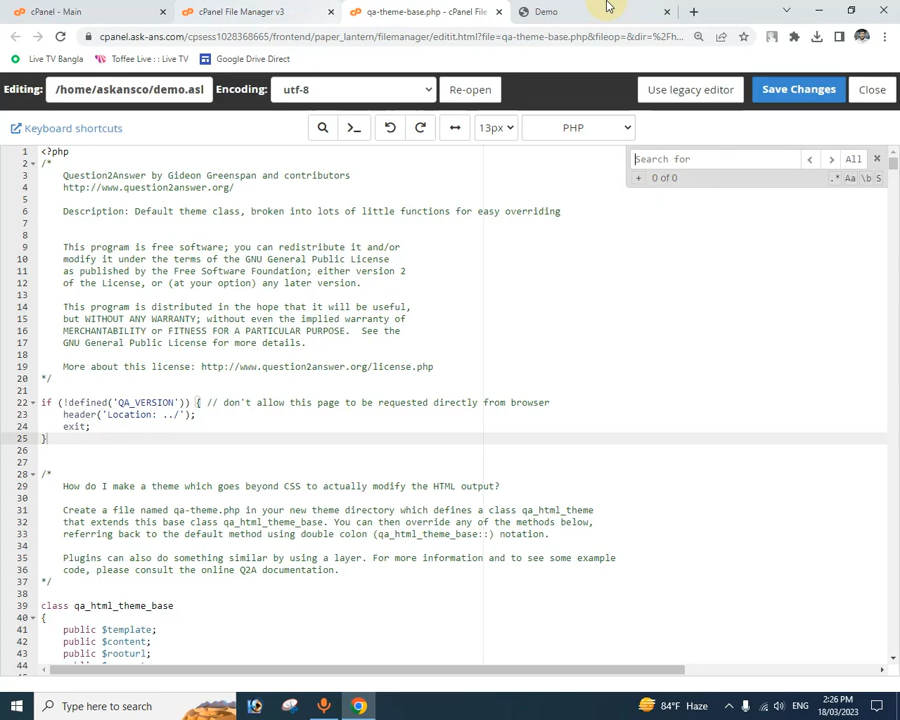 cPanel - Main
cPanel File Manager v3
qa-theme-base.php - cPanel File
Demo
cpanel.ask-ans.com/cpsess1028368665/frontend/paper_lantern/filemanager/editit.html?file=qa-theme-base.php&fileop=&dir=%2Fh...
Live TV Bangla
Toffee Live :: Live TV
Google Drive Direct
Editing:
/home/askansco/demo.asl
Encoding:
utf-8
Re-open
Use legacy editor
Save Changes
Close
Keyboard shortcuts
13px
PHP
Search for
All
+
0 of 0
.*
Aa
\b
S
1 <?php
2 /*
3 Question2Answer by Gideon Greenspan and contributors
4 http://www.question2answer.org/
5
6 Description: Default theme class, broken into lots of little functions for easy overriding
7
8
9 This program is free software; you can redistribute it and/or
10 modify it under the terms of the GNU General Public License
11 as published by the Free Software Foundation; either version 2
12 of the License, or (at your option) any later version.
13
14 This program is distributed in the hope that it will be useful,
15 but WITHOUT ANY WARRANTY; without even the implied warranty of
16 MERCHANTABILITY or FITNESS FOR A PARTICULAR PURPOSE. See the
17 GNU General Public License for more details.
18
19 More about this license: http://www.question2answer.org/license.php
20 */
21
22 if (!defined('QA_VERSION')) { // don't allow this page to be requested directly from browser
23 header('Location: ../');
24 exit;
25 }
26
27
28 /*
29 How do I make a theme which goes beyond CSS to actually modify the HTML output?
30
31 Create a file named qa-theme.php in your new theme directory which defines a class qa_html_theme
32 that extends this base class qa_html_theme_base. You can then override any of the methods below,
33 referring back to the default method using double colon (qa_html_theme_base::) notation.
34
35 Plugins can also do something similar by using a layer. For more information and to see some example
36 code, please consult the online Q2A documentation.
37 */
38
39 class qa_html_theme_base
40 {
41 public $template;
42 public $content;
43 public $rooturl;
44
Type here to search
84°F Haze
ENG
2:26 PM
18/03/2023